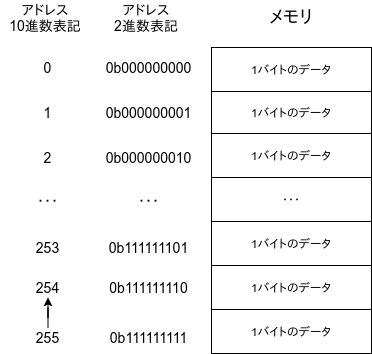 アドレス
10進数表記
アドレス
2進数表記
メモリ
0
0b000000000
1バイトのデータ
1
0b000000001
1バイトのデータ
2
0b000000010
1バイトのデータ
・・・
・・・
・・・
253
0b111111101
1バイトのデータ
254
0b111111110
1バイトのデータ
255
0b111111111
1バイトのデータ